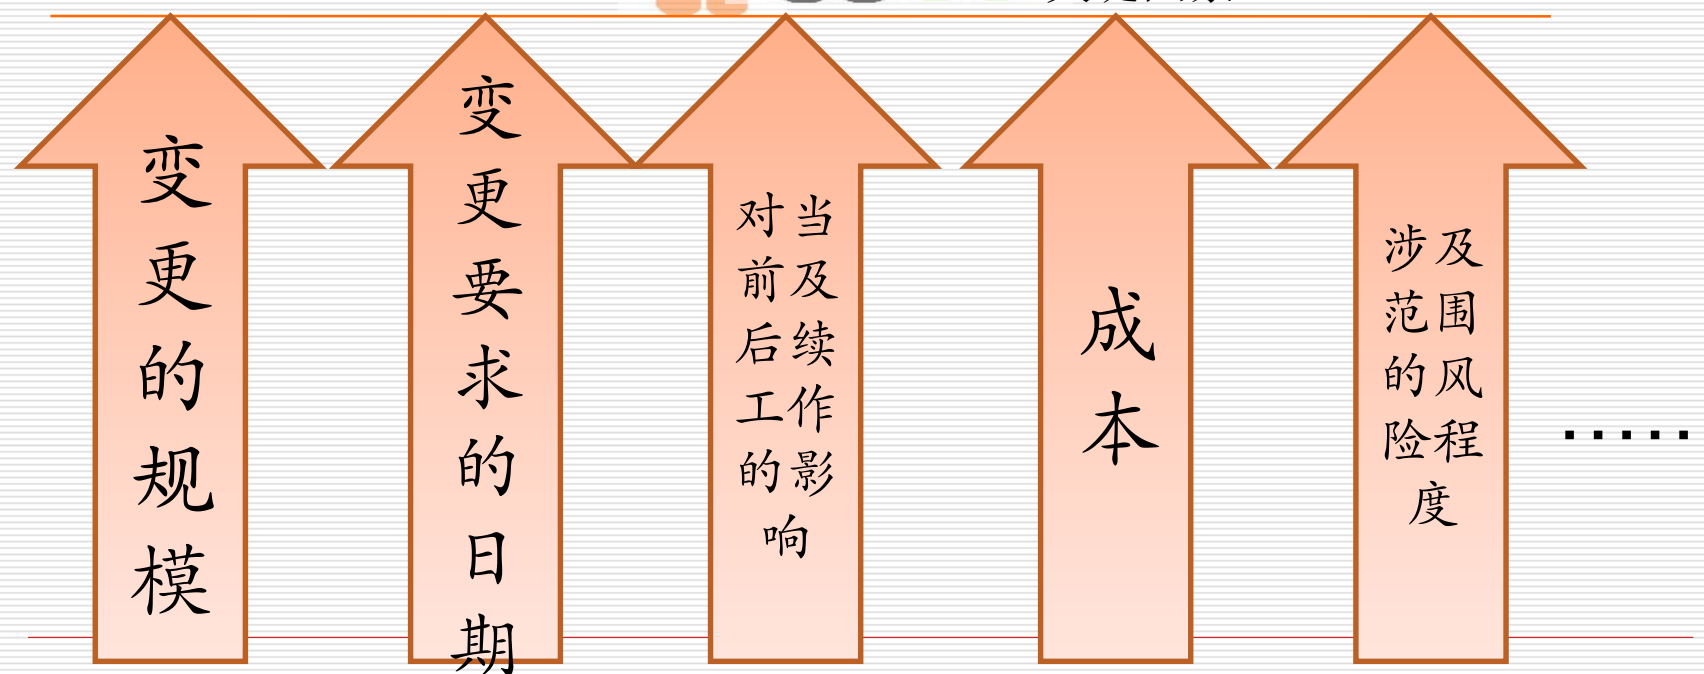 变更的规模
变更要求的日期
对当
前及
后续
工作
的影
响
成本
涉及
范围
的风
险程
度
……